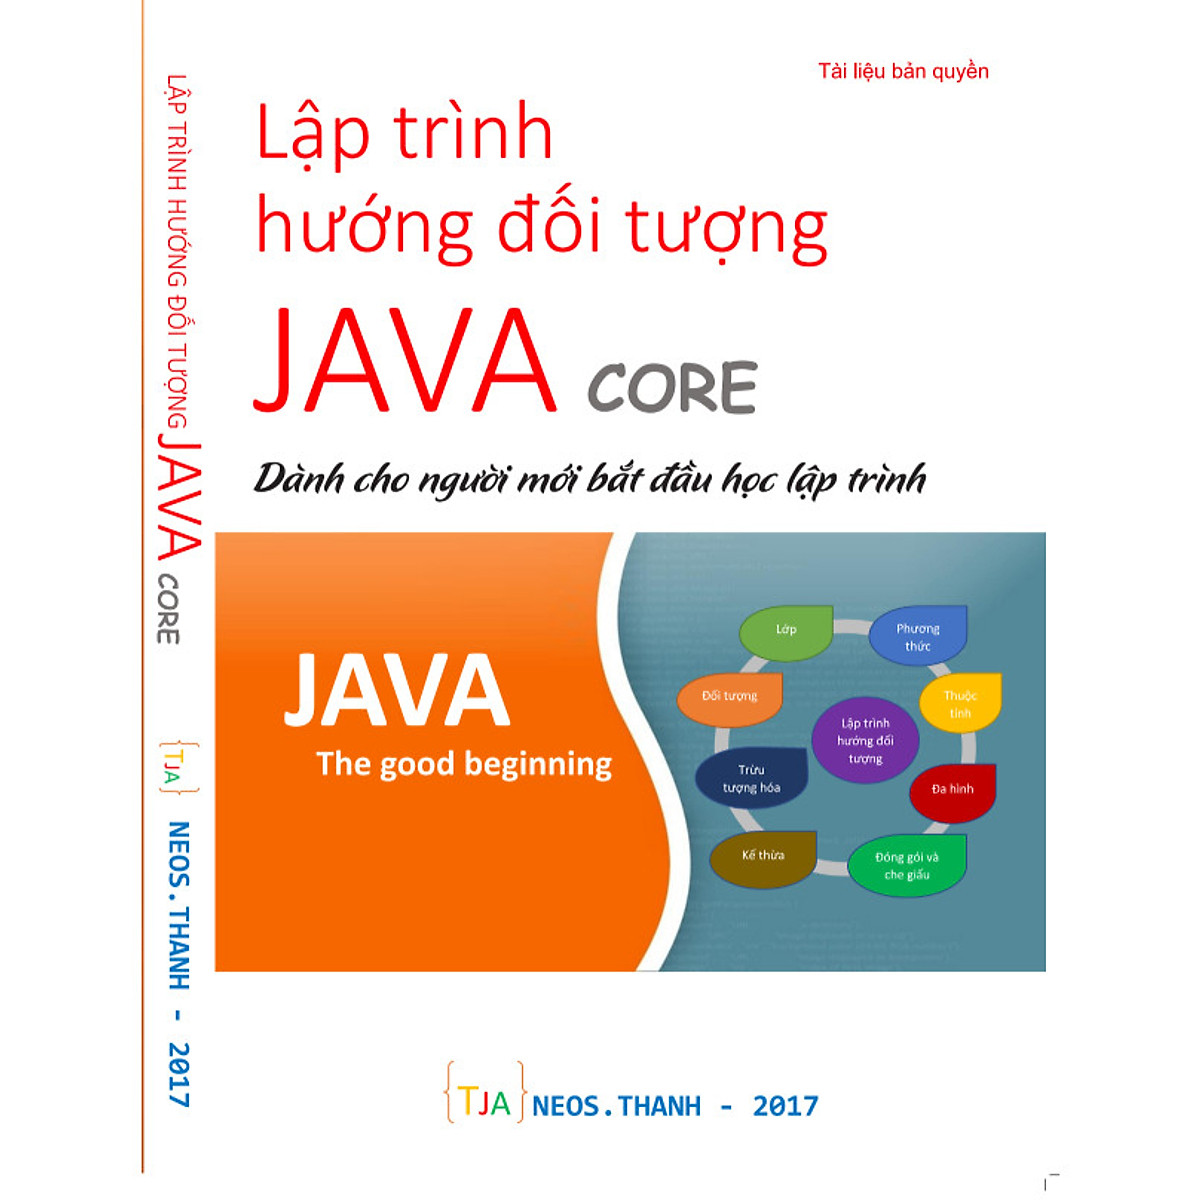 Tài liệu bản quyền
Lập trình
hướng đối tượng
JAVA CORE
Dành cho người mới bắt đầu học lập trình
JAVA
The good beginning
Lớp
Phương
thức
Đối tượng
Thuộc
tính
Lập trình
hướng đối
tượng
Trừu
tượng hóa
Đa hình
Kế thừa
Đóng gói và
che giấu
{TJA} NEOS.THANH - 2017
LẬP TRÌNH HƯỚNG ĐỐI TƯỢNG JAVA CORE {TJA} NEOS.THANH - 2017